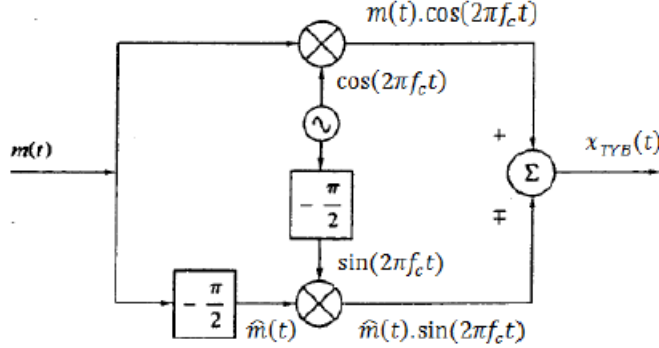 m(t).cos(2πf_c t)
cos(2πf_c t)
m(t)
∼
+
x_TYB(t)
Σ
− π/2
∓
sin(2πf_c t)
− π/2
m̂(t)
m̂(t).sin(2πf_c t)